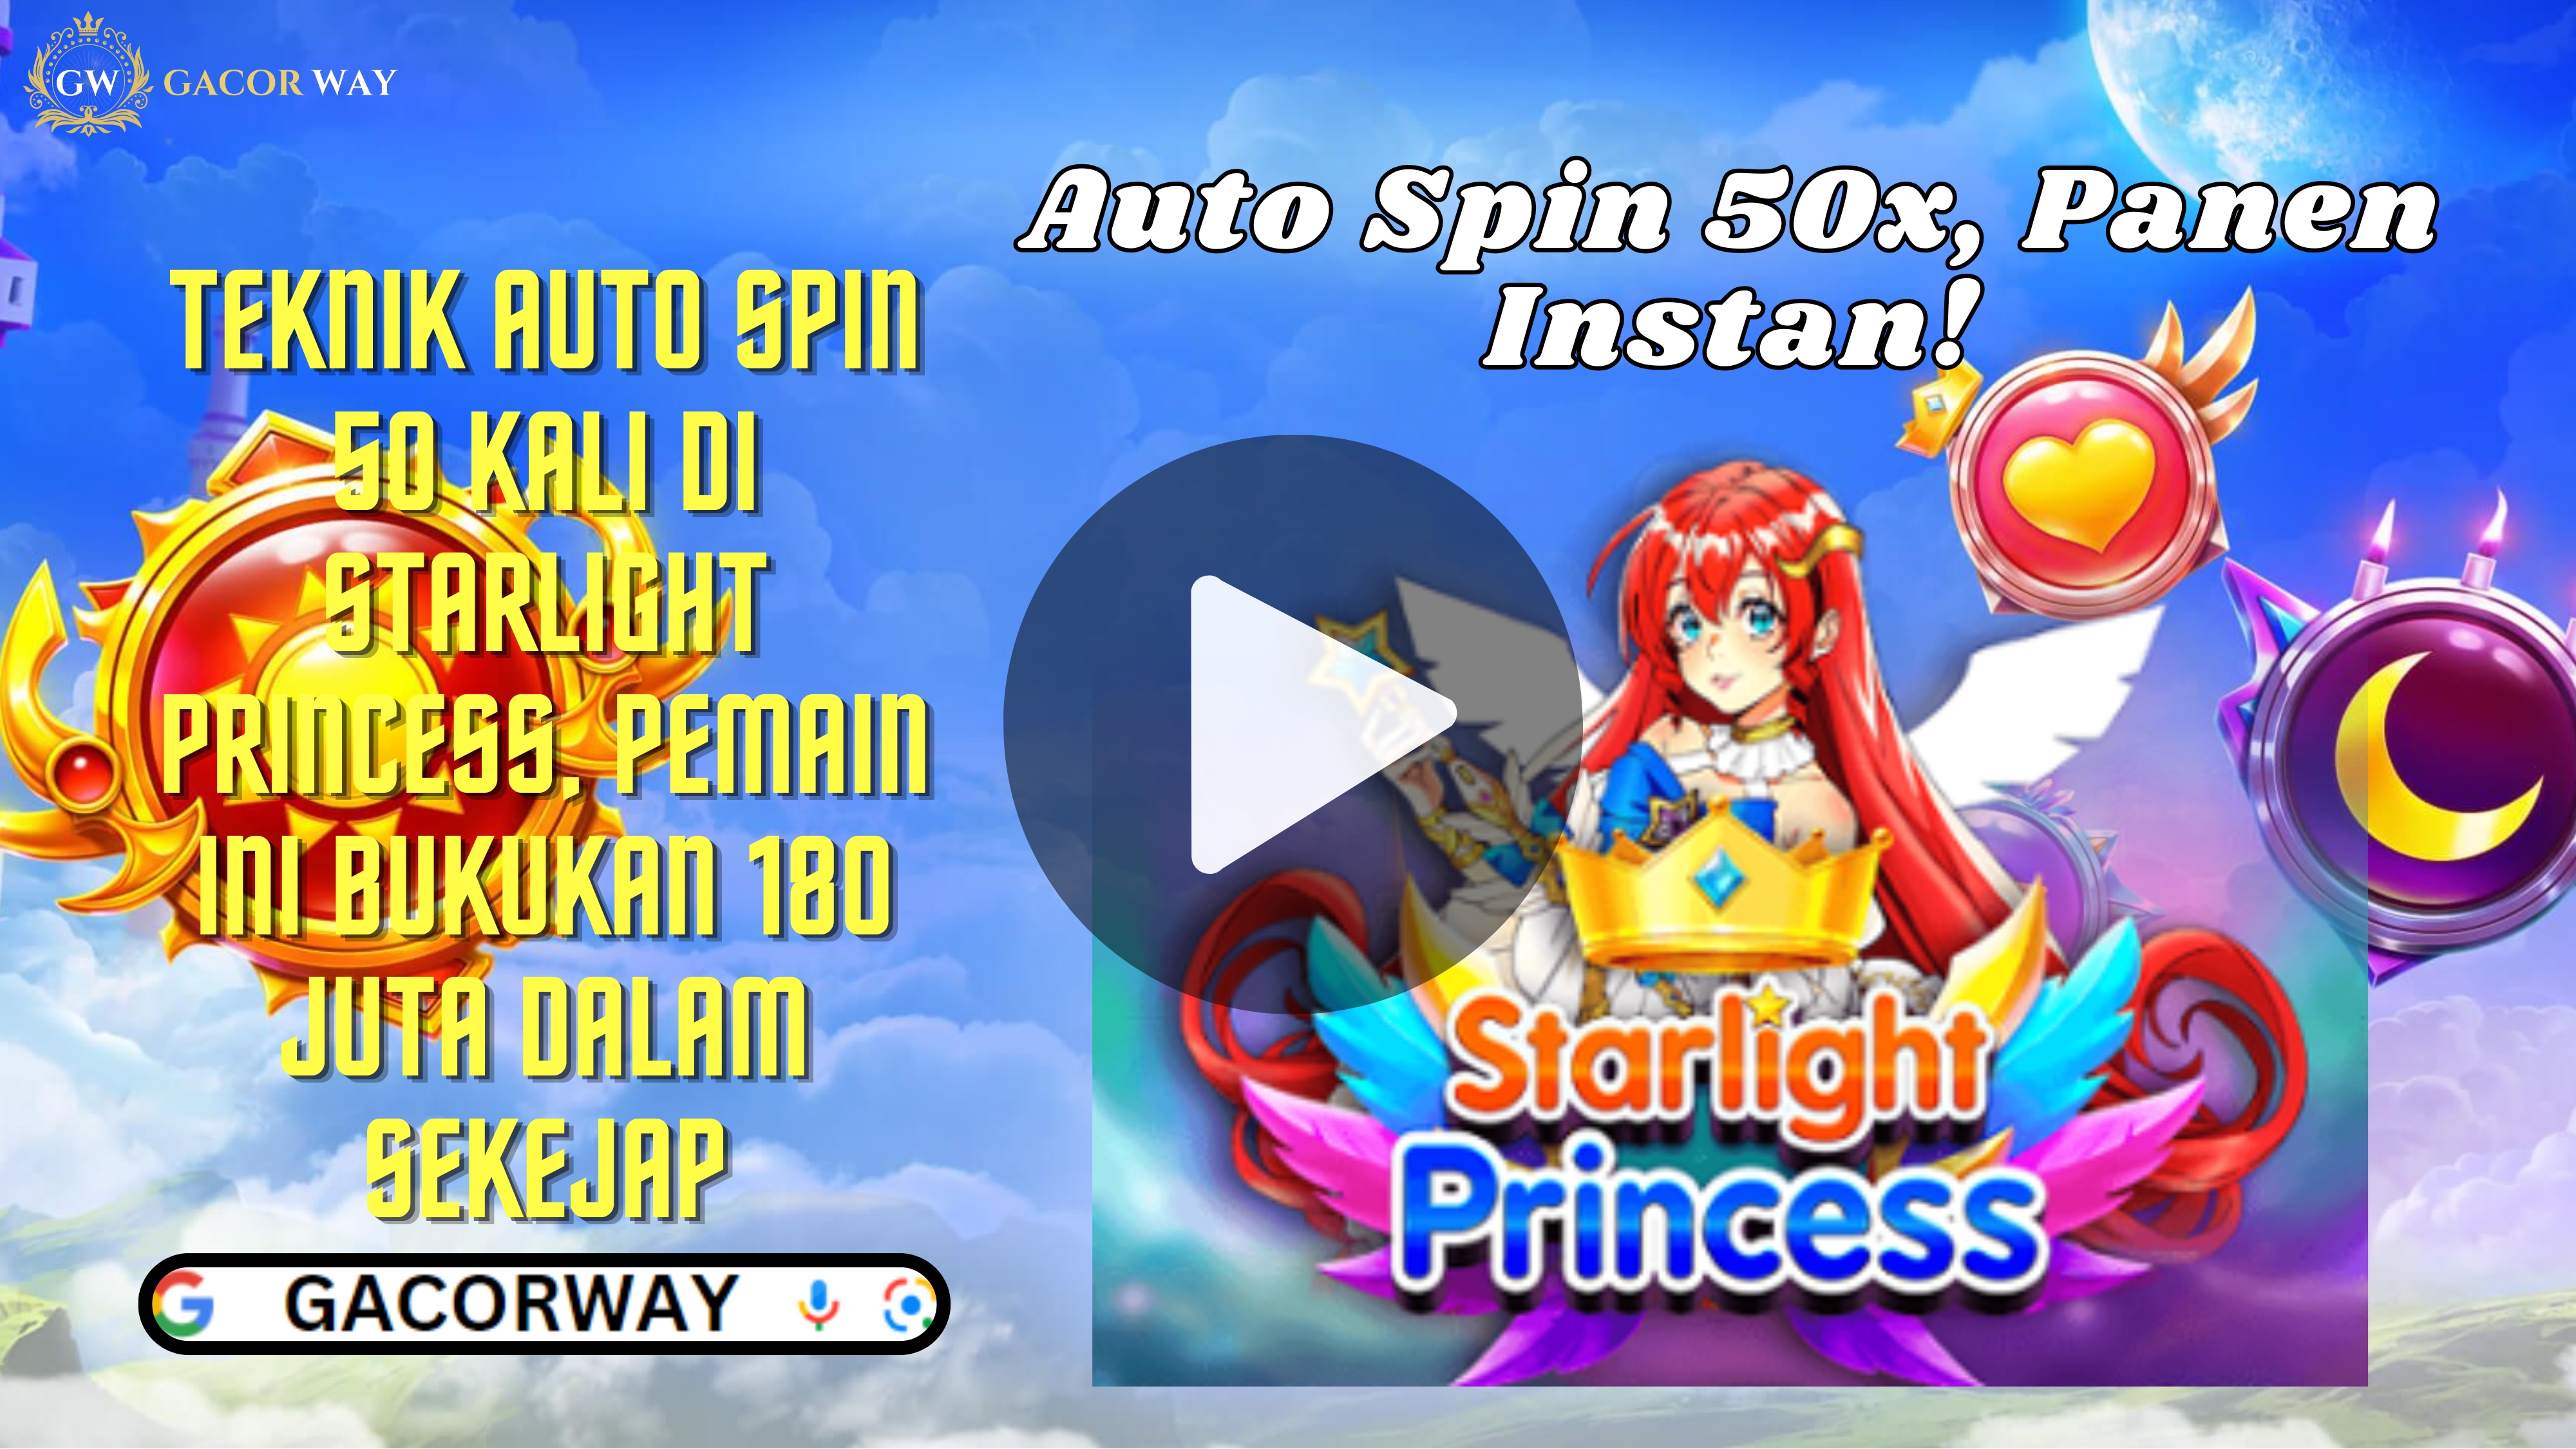 GW GACOR WAY
Auto Spin 50x, Panen
Instan!
TEKNIK AUTO SPIN
50 KALI DI
STARLIGHT
PRINCESS, PEMAIN
INI BUKUKAN 180
JUTA DALAM
SEKEJAP
GACORWAY
Starlight
Princess